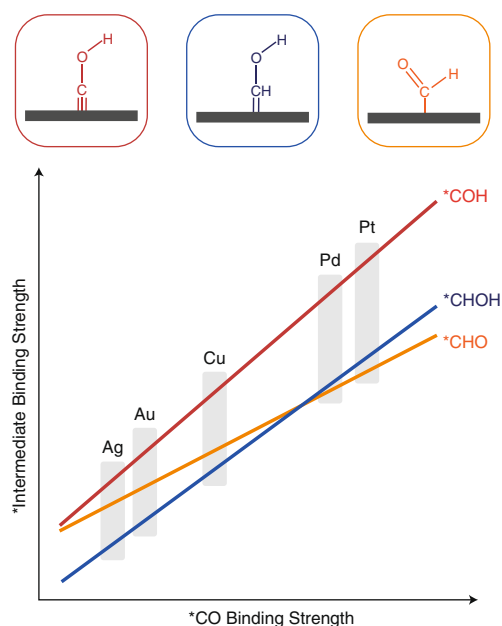 H
O
C
H
O
CH
O
H
C
*COH
Pt
Pd
*CHOH
*CHO
Cu
Au
Ag
*Intermediate Binding Strength
*CO Binding Strength